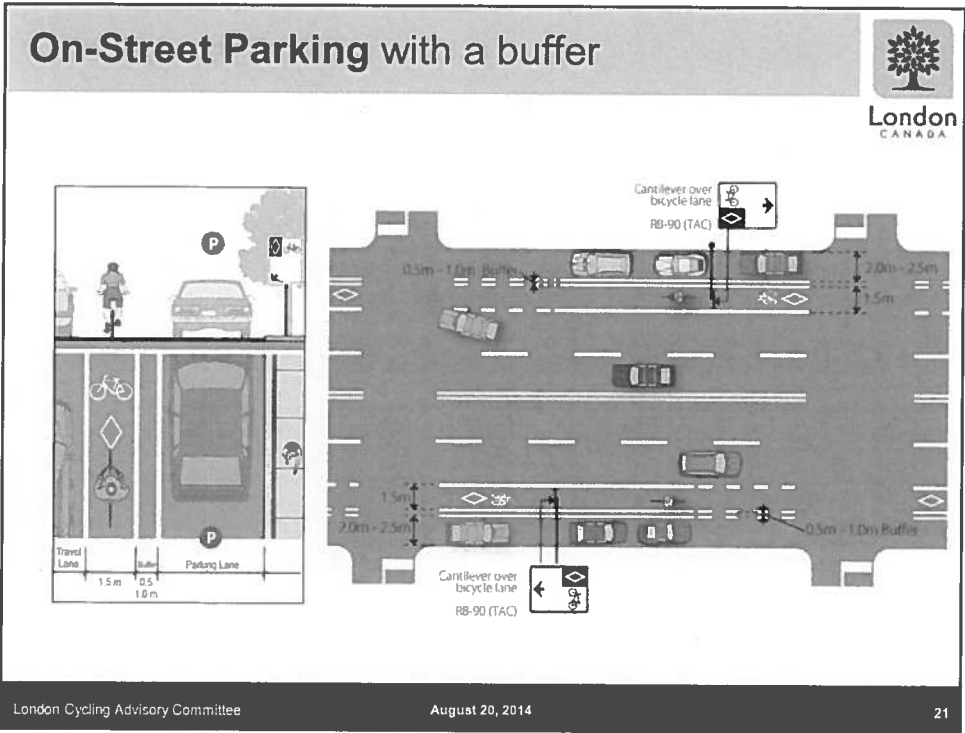 On-Street Parking with a buffer
London
CANADA
P
Cantilever over
bicycle lane
RB-90 (TAC)
0.5m - 1.0m Buffer
2.0m - 2.5m
1.5m
1.5m
2.0m - 2.5m
0.5m - 1.0m Buffer
P
Travel
Lane
Buffer
Parking Lane
1.5 m
0.5
1.0 m
Cantilever over
bicycle lane
RB-90 (TAC)
London Cycling Advisory Committee
August 20, 2014
21